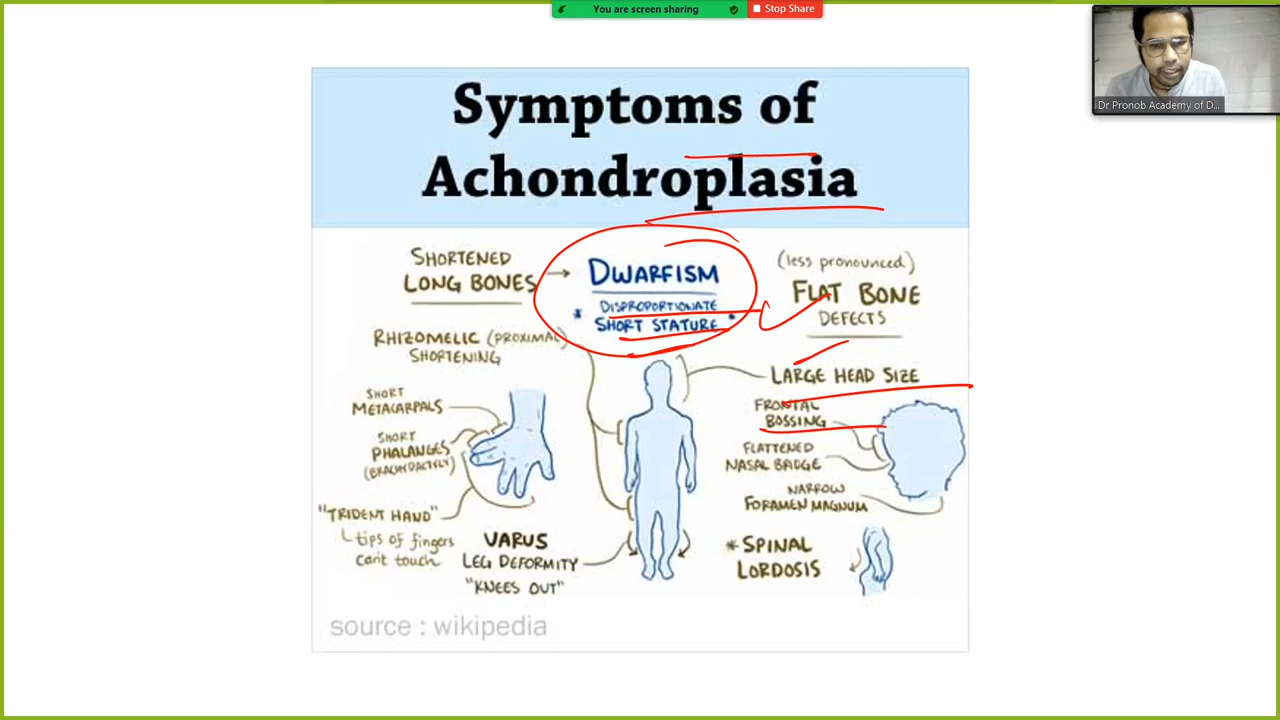 You are screen sharing
Stop Share
Dr Pronob Academy of D...
Symptoms of
Achondroplasia
SHORTENED
LONG BONES
DWARFISM
* DISPROPORTIONATE *
SHORT STATURE
(less pronounced)
FLAT BONE
DEFECTS
RHIZOMELIC (PROXIMAL)
SHORTENING
LARGE HEAD SIZE
SHORT
METACARPALS
FRONTAL
BOSSING
SHORT
PHALANGES
(BRACHYDACTYLY)
FLATTENED
NASAL BRIDGE
NARROW
FORAMEN MAGNUM
"TRIDENT HAND"
tips of fingers
can't touch
VARUS
LEG DEFORMITY
"KNEES OUT"
* SPINAL
LORDOSIS
source : wikipedia